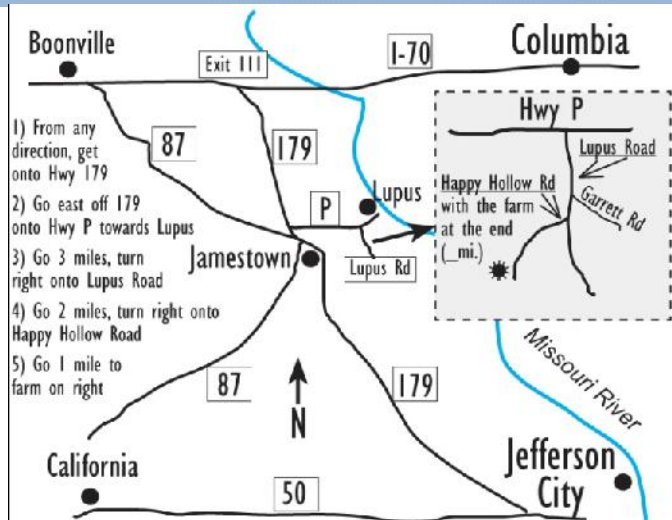 Boonville
Exit 111
I-70
Columbia
1) From any
direction, get
onto Hwy 179
2) Go east off 179
onto Hwy P towards Lupus
3) Go 3 miles, turn
right onto Lupus Road
4) Go 2 miles, turn right onto
Happy Hollow Road
5) Go 1 mile to
farm on right
87
179
P
Lupus
Lupus Rd
Jamestown
Hwy P
Lupus Road
Happy Hollow Rd
with the farm
at the end
(_mi.)
Garrett Rd
87
N
179
Missouri River
California
50
Jefferson
City